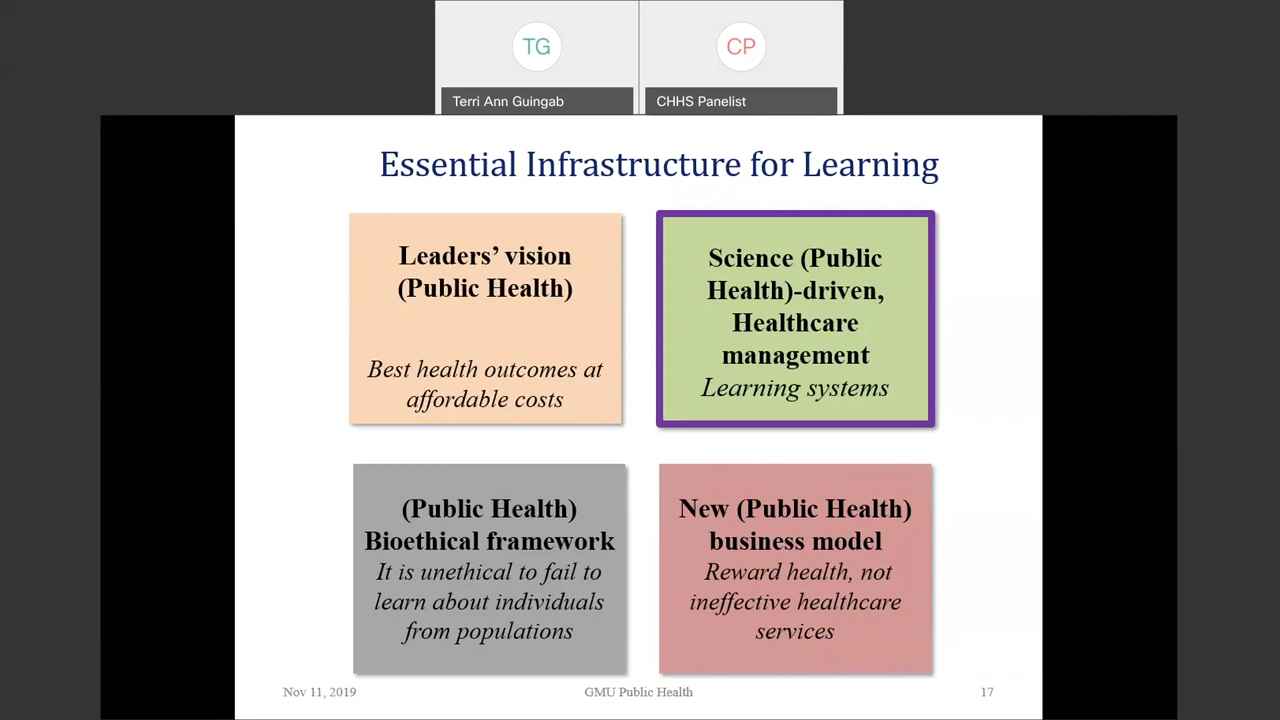 TG
CP
Terri Ann Guingab
CHHS Panelist
Essential Infrastructure for Learning
Leaders’ vision
(Public Health)
Best health outcomes at
affordable costs
Science (Public
Health)-driven,
Healthcare
management
Learning systems
(Public Health)
Bioethical framework
It is unethical to fail to
learn about individuals
from populations
New (Public Health)
business model
Reward health, not
ineffective healthcare
services
Nov 11, 2019
GMU Public Health
17